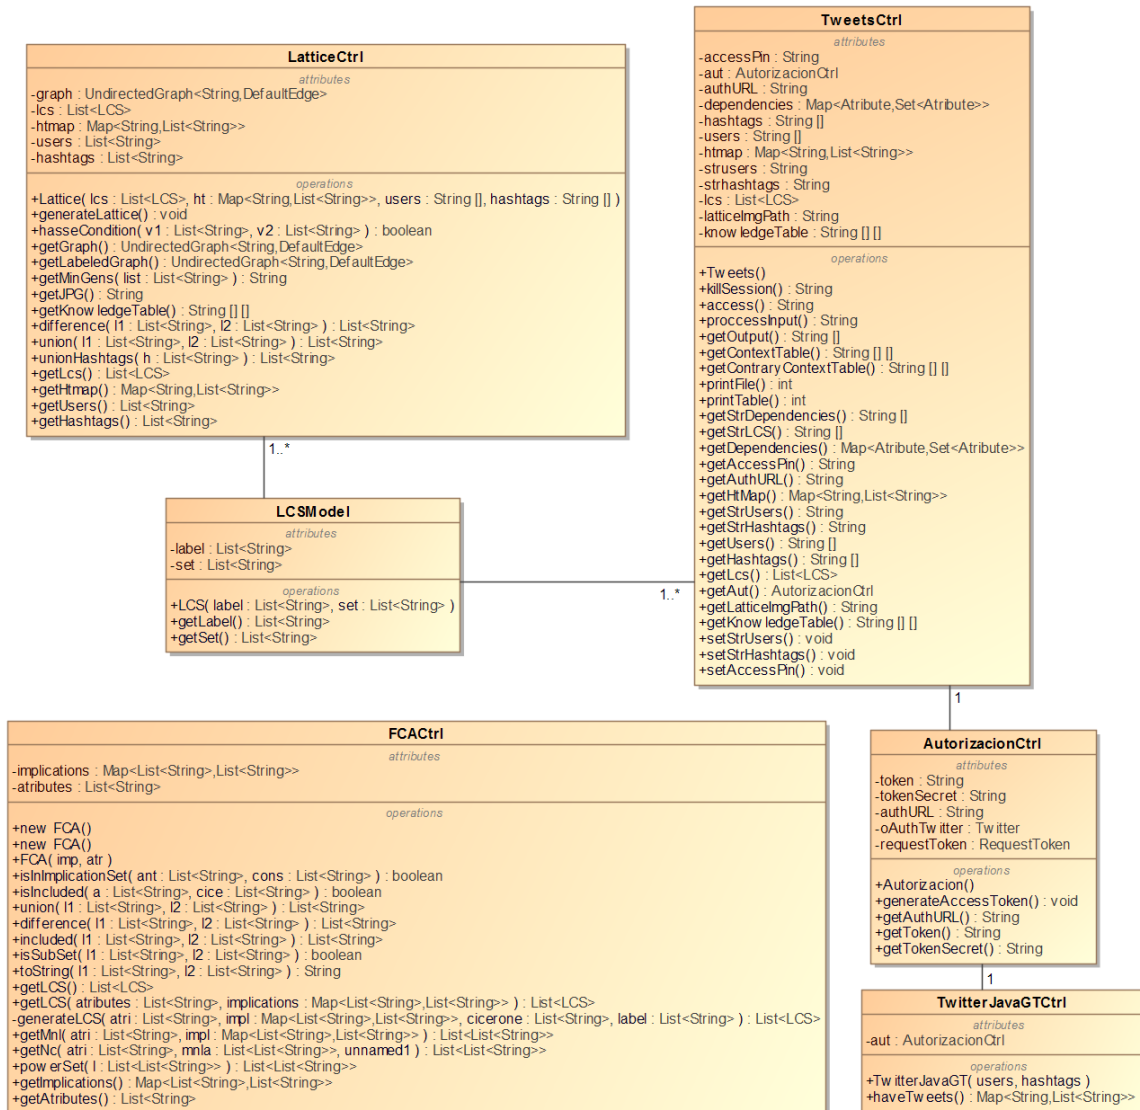 LatticeCtrl
attributes
-graph : UndirectedGraph<String,DefaultEdge>
-lcs : List<LCS>
-htmap : Map<String,List<String>>
-users : List<String>
-hashtags : List<String>
operations
+Lattice( lcs : List<LCS>, ht : Map<String,List<String>>, users : String [], hashtags : String [] )
+generateLattice() : void
+hasseCondition( v1 : List<String>, v2 : List<String> ) : boolean
+getGraph() : UndirectedGraph<String,DefaultEdge>
+getLabeledGraph() : UndirectedGraph<String,DefaultEdge>
+getMinGens( list : List<String> ) : String
+getJPG() : String
+getKnowledgeTable() : String [] []
+difference( l1 : List<String>, l2 : List<String> ) : List<String>
+union( l1 : List<String>, l2 : List<String> ) : List<String>
+unionHashtags( h : List<String> ) : List<String>
+getLcs() : List<LCS>
+getHtmap() : Map<String,List<String>>
+getUsers() : List<String>
+getHashtags() : List<String>
1..*
TweetsCtrl
attributes
-accessPin : String
-aut : AutorizacionCtrl
-authURL : String
-dependencies : Map<Atribute,Set<Atribute>>
-hashtags : String []
-users : String []
-htmap : Map<String,List<String>>
-strusers : String
-strhashtags : String
-lcs : List<LCS>
-latticeImgPath : String
-knowledgeTable : String [] []
operations
+Tweets()
+killSession() : String
+access() : String
+proccessInput() : String
+getOutput() : String []
+getContextTable() : String [] []
+getContraryContextTable() : String [] []
+printFile() : int
+printTable() : int
+getStrDependencies() : String []
+getStrLCS() : String []
+getDependencies() : Map<Atribute,Set<Atribute>>
+getAccessPin() : String
+getAuthURL() : String
+getHtMap() : Map<String,List<String>>
+getStrUsers() : String
+getStrHashtags() : String
+getUsers() : String []
+getHashtags() : String []
+getLcs() : List<LCS>
+getAut() : AutorizacionCtrl
+getLatticeImgPath() : String
+getKnowledgeTable() : String [] []
+setStrUsers() : void
+setStrHashtags() : void
+setAccessPin() : void
LCSModel
attributes
-label : List<String>
-set : List<String>
operations
+LCS( label : List<String>, set : List<String> )
+getLabel() : List<String>
+getSet() : List<String>
1..*
1
FCACtrl
attributes
-implications : Map<List<String>,List<String>>
-atributes : List<String>
operations
+new FCA()
+new FCA()
+FCA( imp, atr )
+isInImplicationSet( ant : List<String>, cons : List<String> ) : boolean
+isIncluded( a : List<String>, cice : List<String> ) : boolean
+union( l1 : List<String>, l2 : List<String> ) : List<String>
+difference( l1 : List<String>, l2 : List<String> ) : List<String>
+included( l1 : List<String>, l2 : List<String> ) : List<String>
+isSubSet( l1 : List<String>, l2 : List<String> ) : boolean
+toString( l1 : List<String>, l2 : List<String> ) : String
+getLCS() : List<LCS>
+getLCS( atributes : List<String>, implications : Map<List<String>,List<String>> ) : List<LCS>
-generateLCS( atri : List<String>, impl : Map<List<String>,List<String>>, cicerone : List<String>, label : List<String> ) : List<LCS>
+getMnl( atri : List<String>, impl : Map<List<String>,List<String>> ) : List<List<String>>
+getNc( atri : List<String>, mnla : List<List<String>>, unnamed1 ) : List<List<String>>
+powerSet( l : List<List<String>> ) : List<List<String>>
+getImplications() : Map<List<String>,List<String>>
+getAtributes() : List<String>
AutorizacionCtrl
attributes
-token : String
-tokenSecret : String
-authURL : String
-oAuthTwitter : Twitter
-requestToken : RequestToken
operations
+Autorizacion()
+generateAccessToken() : void
+getAuthURL() : String
+getToken() : String
+getTokenSecret() : String
1
TwitterJavaGTCtrl
attributes
-aut : AutorizacionCtrl
operations
+TwitterJavaGT( users, hashtags )
+haveTweets() : Map<String,List<String>>